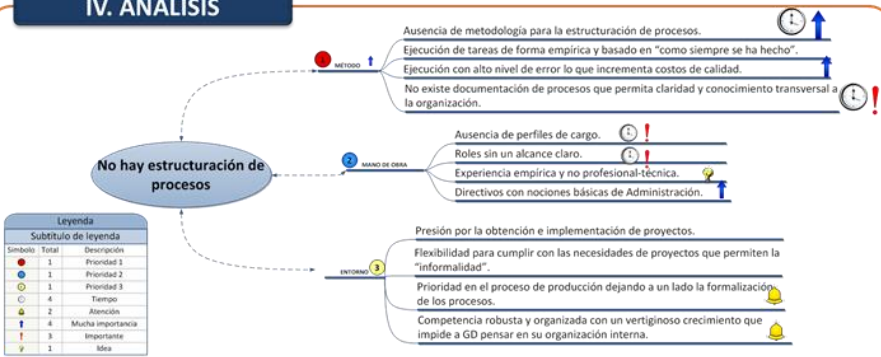 IV. ANÁLISIS
Ausencia de metodología para la estructuración de procesos.
Ejecución de tareas de forma empírica y basado en "como siempre se ha hecho".
1 MÉTODO
Ejecución con alto nivel de error lo que incrementa costos de calidad.
No existe documentación de procesos que permita claridad y conocimiento transversal a
la organización.
No hay estructuración de
procesos
Ausencia de perfiles de cargo.
Roles sin un alcance claro.
2 MANO DE OBRA
Experiencia empírica y no profesional-técnica.
Directivos con nociones básicas de Administración.
Presión por la obtención e implementación de proyectos.
Flexibilidad para cumplir con las necesidades de proyectos que permiten la
"informalidad".
ENTORNO 3
Prioridad en el proceso de producción dejando a un lado la formalización
de los procesos.
Competencia robusta y organizada con un vertiginoso crecimiento que
impide a GD pensar en su organización interna.
Leyenda
Subtítulo de leyenda
Símbolo Total Descripción
1 Prioridad 1
1 Prioridad 2
1 Prioridad 3
4 Tiempo
2 Atención
4 Mucha importancia
3 Importante
1 Idea